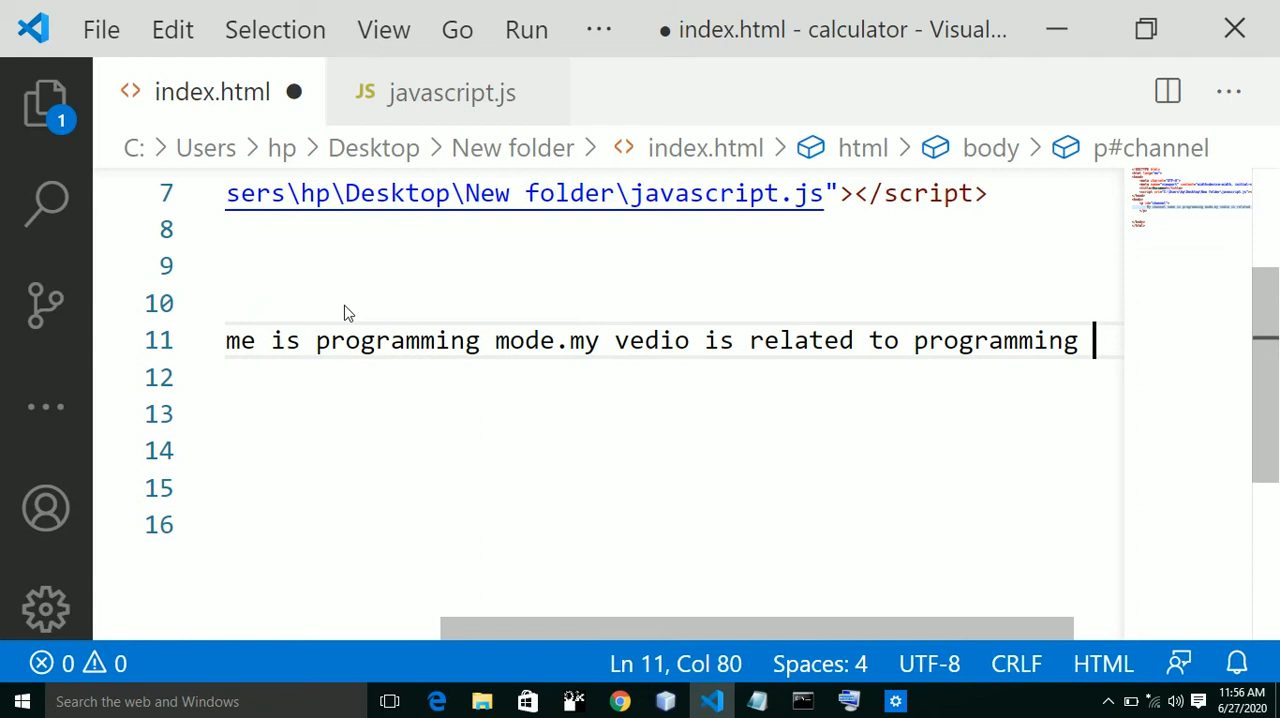 File Edit Selection View Go Run ··· ● index.html - calculator - Visual...
<> index.html ● JS javascript.js ···
C: > Users > hp > Desktop > New folder > <> index.html > html > body > p#channel
1
7 sers\hp\Desktop\New folder\javascript.js"></script>
8
9
10
11 me is programming mode.my vedio is related to programming
12
13
14
15
16
0 0 Ln 11, Col 80 Spaces: 4 UTF-8 CRLF HTML
Search the web and Windows 11:56 AM
6/27/2020